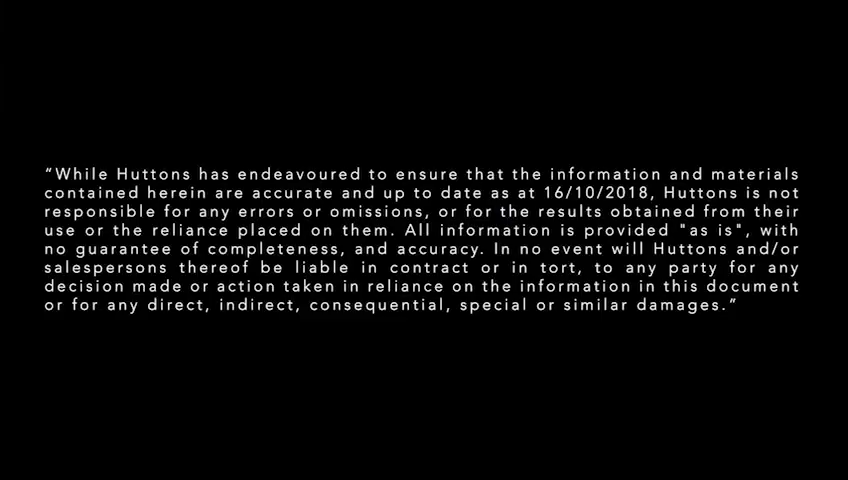 “While Huttons has endeavoured to ensure that the information and materials
contained herein are accurate and up to date as at 16/10/2018, Huttons is not
responsible for any errors or omissions, or for the results obtained from their
use or the reliance placed on them. All information is provided "as is", with
no guarantee of completeness, and accuracy. In no event will Huttons and/or
salespersons thereof be liable in contract or in tort, to any party for any
decision made or action taken in reliance on the information in this document
or for any direct, indirect, consequential, special or similar damages.”